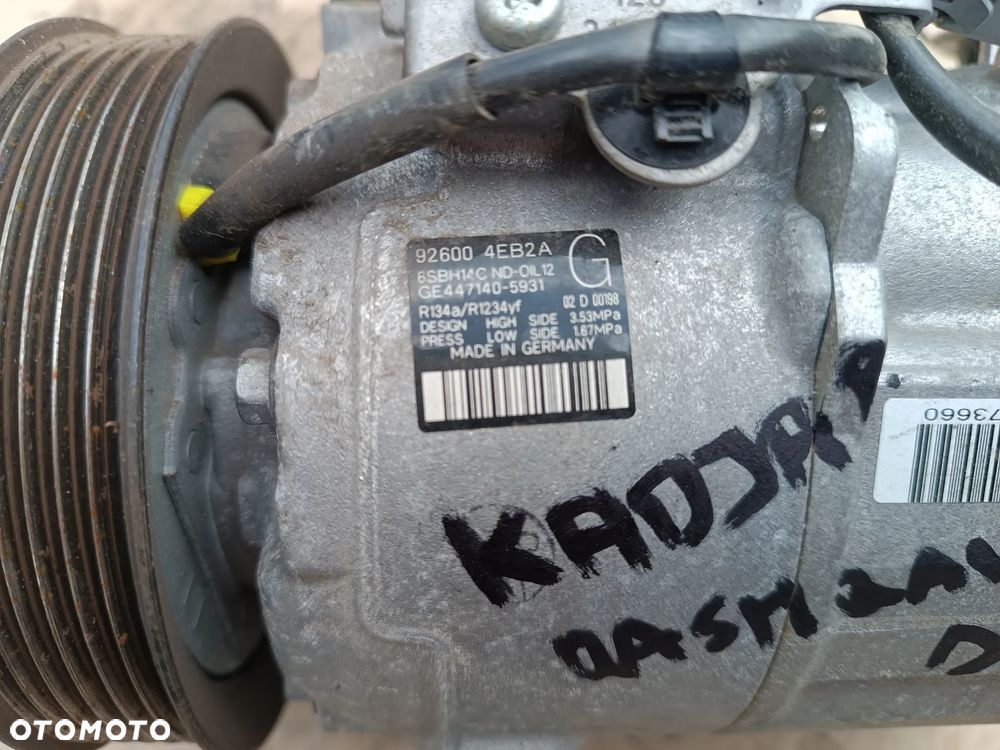 128
92600 4EB2A G
6SBH14C ND-OIL12
GE447140-5931
R134a/R1234yf 02 D 00198
DESIGN HIGH SIDE 3.53MPa
PRESS LOW SIDE 1.67MPa
MADE IN GERMANY
73660
KADJAR
OTOMOTO